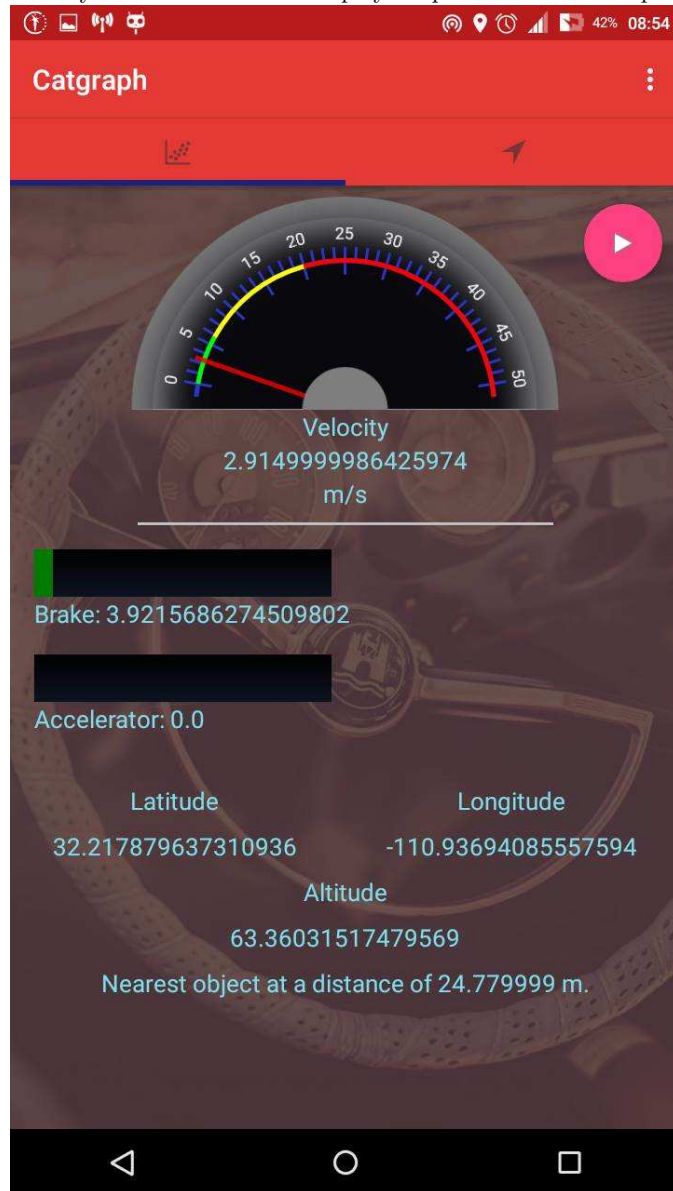 42% 08:54
Catgraph
0 5 10 15 20 25 30 35 40 45 50
Velocity
2.9149999986425974
m/s
Brake: 3.9215686274509802
Accelerator: 0.0
Latitude Longitude
32.217879637310936 -110.93694085557594
Altitude
63.36031517479569
Nearest object at a distance of 24.779999 m.